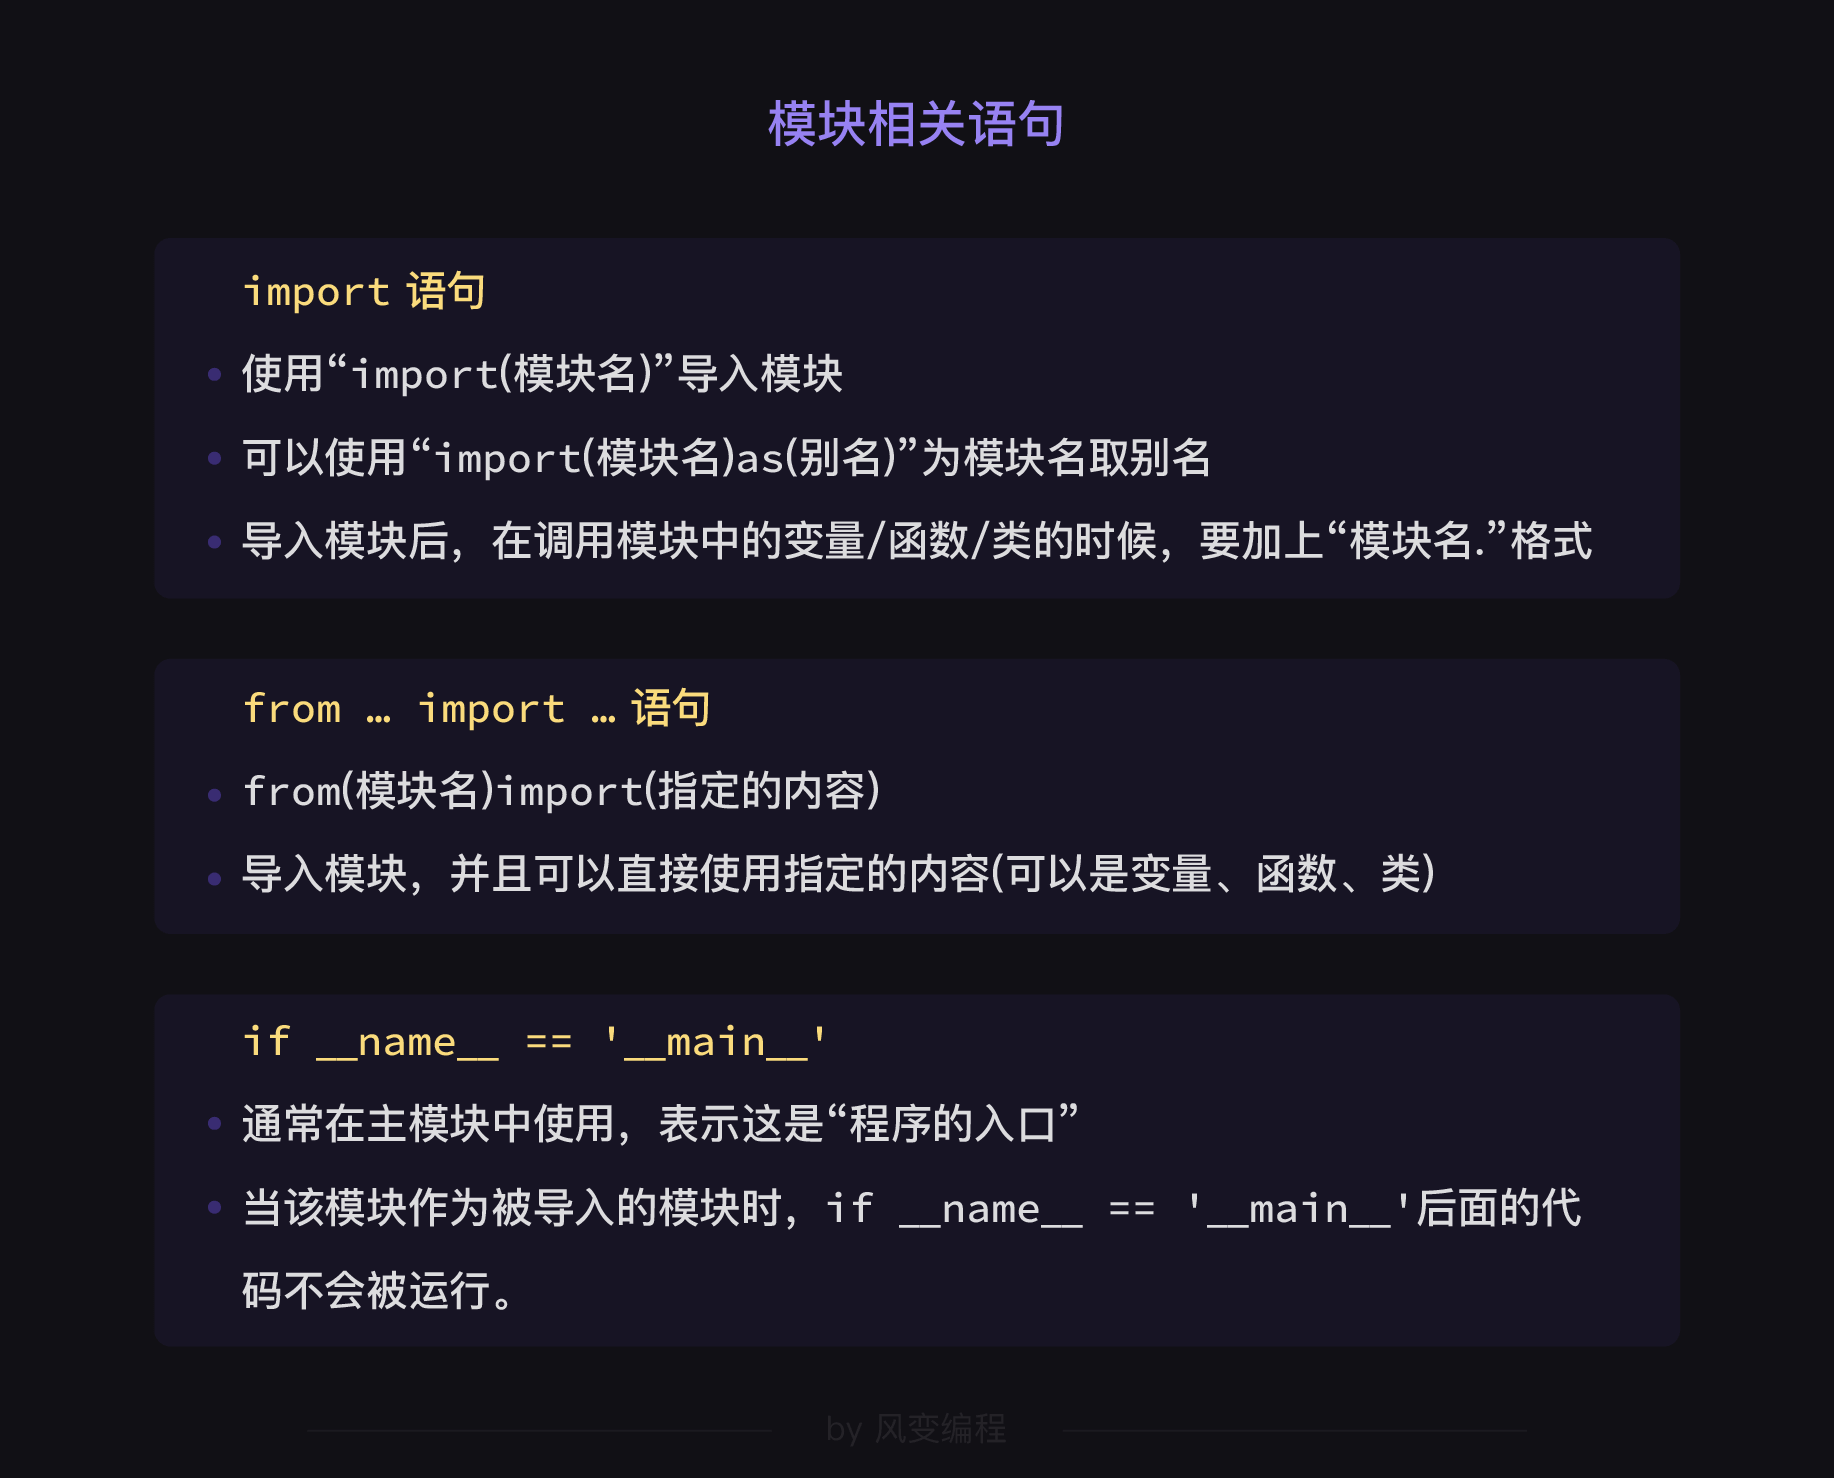 模块相关语句
import 语句
使用“import(模块名)”导入模块
可以使用“import(模块名)as(别名)”为模块名取别名
导入模块后，在调用模块中的变量/函数/类的时候，要加上“模块名.”格式
from … import … 语句
from(模块名)import(指定的内容)
导入模块，并且可以直接使用指定的内容(可以是变量、函数、类)
if __name__ == '__main__'
通常在主模块中使用，表示这是“程序的入口”
当该模块作为被导入的模块时，if __name__ == '__main__'后面的代
码不会被运行。
by 风变编程